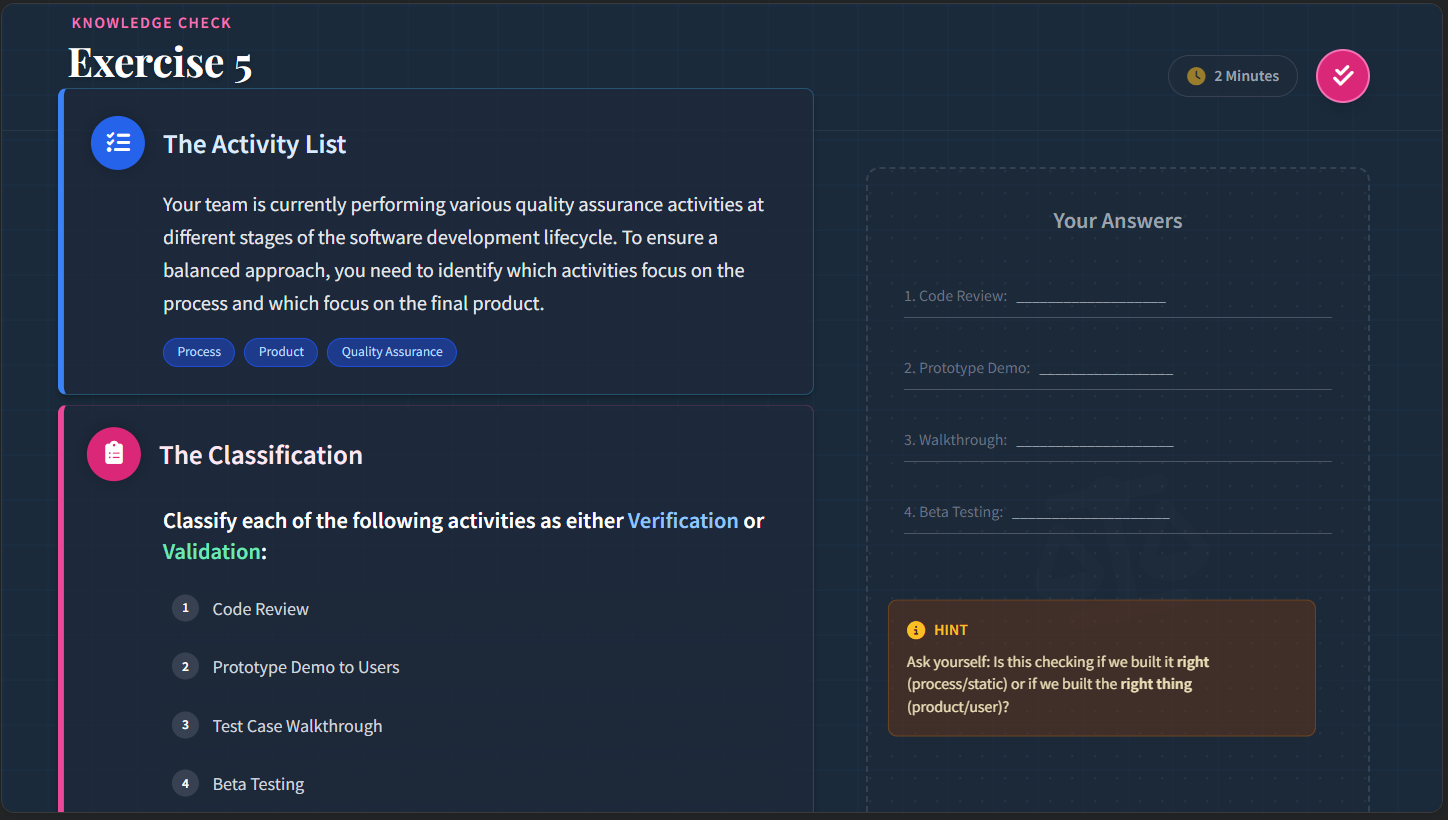 KNOWLEDGE CHECK
Exercise 5
2 Minutes
The Activity List
Your team is currently performing various quality assurance activities at
different stages of the software development lifecycle. To ensure a
balanced approach, you need to identify which activities focus on the
process and which focus on the final product.
Process Product Quality Assurance
The Classification
Classify each of the following activities as either Verification or
Validation:
1 Code Review
2 Prototype Demo to Users
3 Test Case Walkthrough
4 Beta Testing
Your Answers
1. Code Review: ___________________
2. Prototype Demo: _________________
3. Walkthrough: ____________________
4. Beta Testing: ____________________
HINT
Ask yourself: Is this checking if we built it right
(process/static) or if we built the right thing
(product/user)?